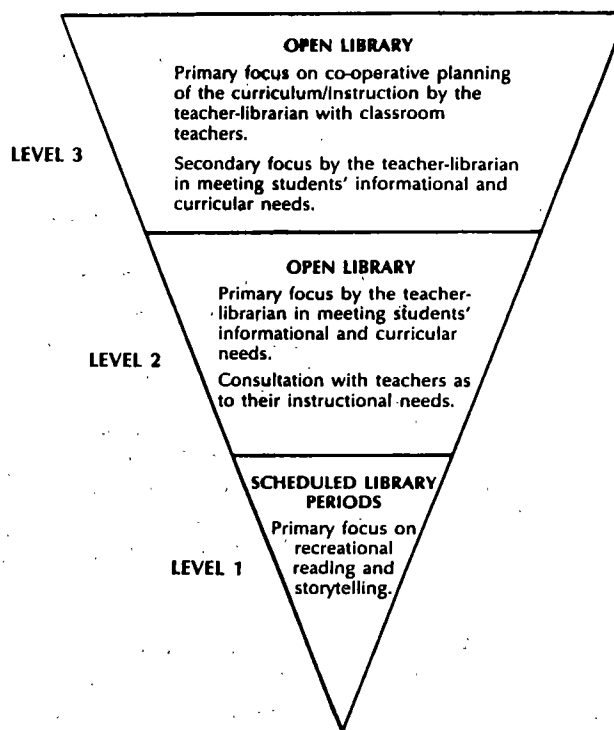 OPEN LIBRARY
Primary focus on co-operative planning
of the curriculum/instruction by the
teacher-librarian with classroom
teachers.
LEVEL 3
Secondary focus by the teacher-librarian
in meeting students' informational and
curricular needs.
OPEN LIBRARY
Primary focus by the teacher-
librarian in meeting students'
informational and curricular
needs.
LEVEL 2
Consultation with teachers as
to their instructional needs.
SCHEDULED LIBRARY
PERIODS
Primary focus on
recreational
reading and
storytelling.
LEVEL 1